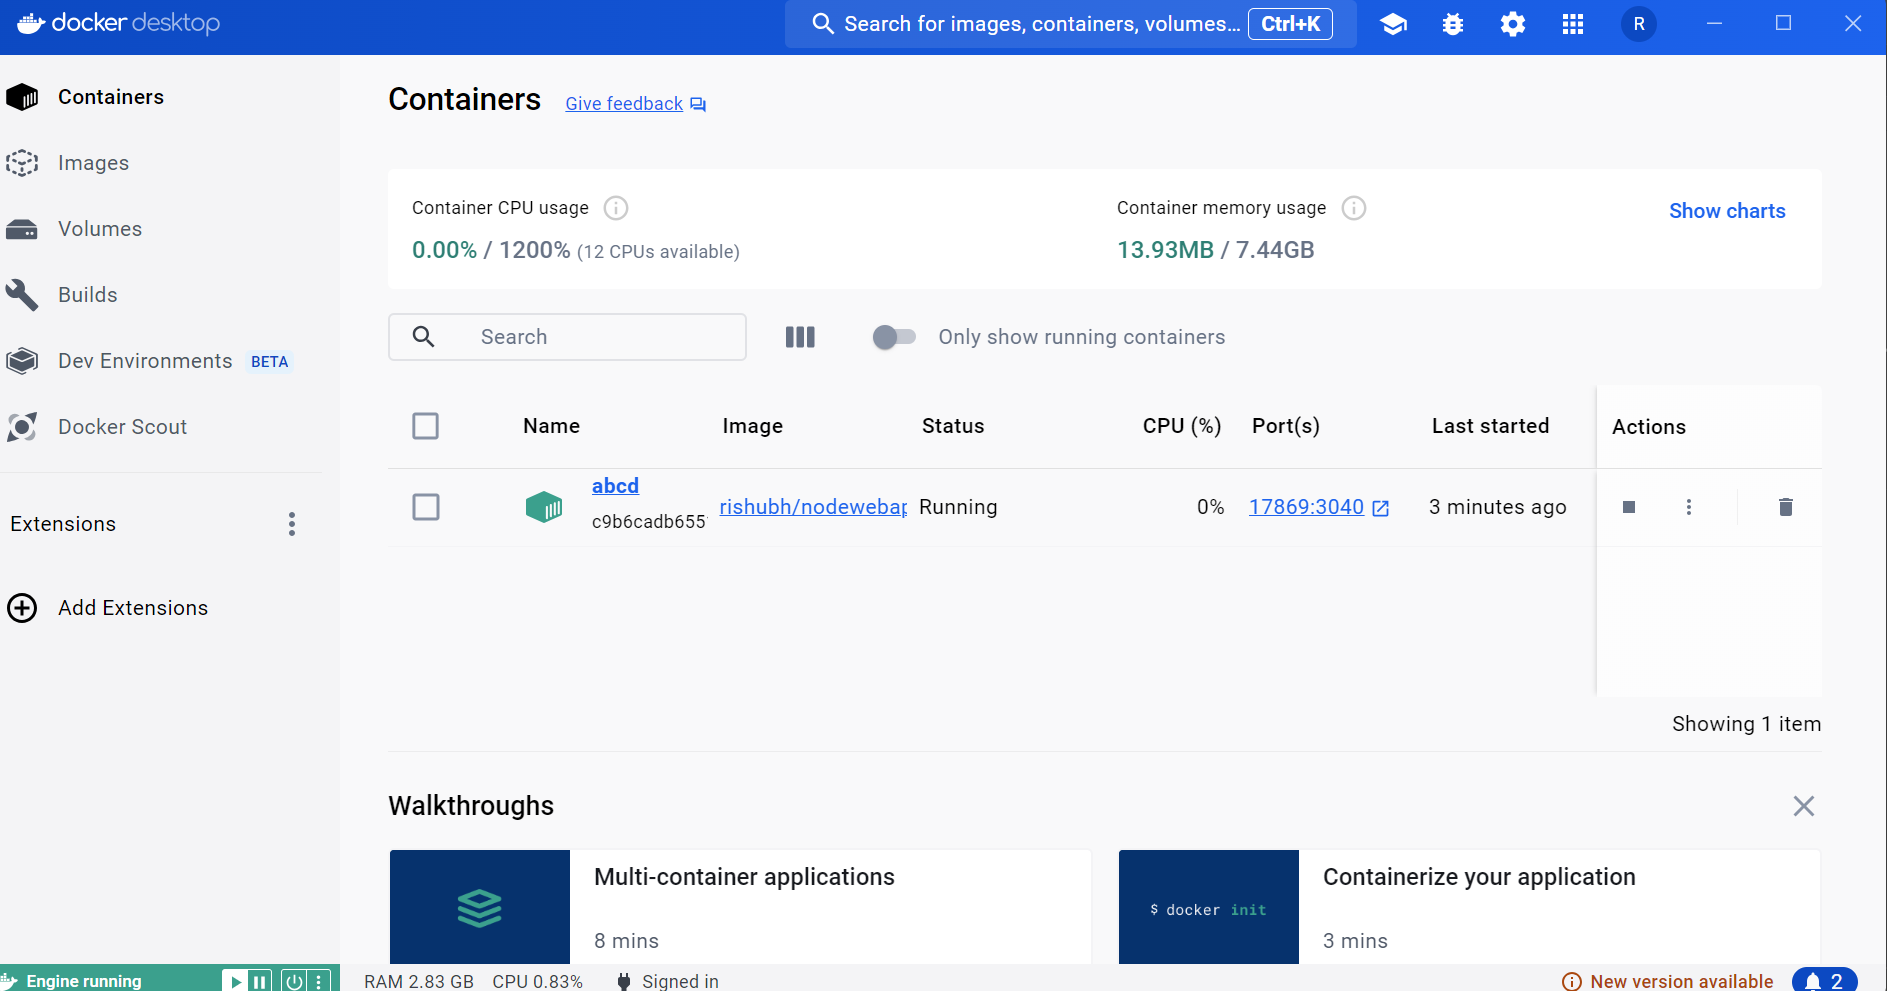 docker desktop
Search for images, containers, volumes... Ctrl+K
R
Containers
Images
Volumes
Builds
Dev Environments BETA
Docker Scout
Extensions
Add Extensions
Containers Give feedback
Container CPU usage
0.00% / 1200% (12 CPUs available)
Container memory usage
13.93MB / 7.44GB
Show charts
Search
Only show running containers
Name Image Status CPU (%) Port(s) Last started Actions
abcd
c9b6cadb655
rishubh/nodewebap Running 0% 17869:3040 3 minutes ago
Showing 1 item
Walkthroughs
Multi-container applications
8 mins
$ docker init
Containerize your application
3 mins
Engine running
RAM 2.83 GB CPU 0.83% Signed in
New version available
2